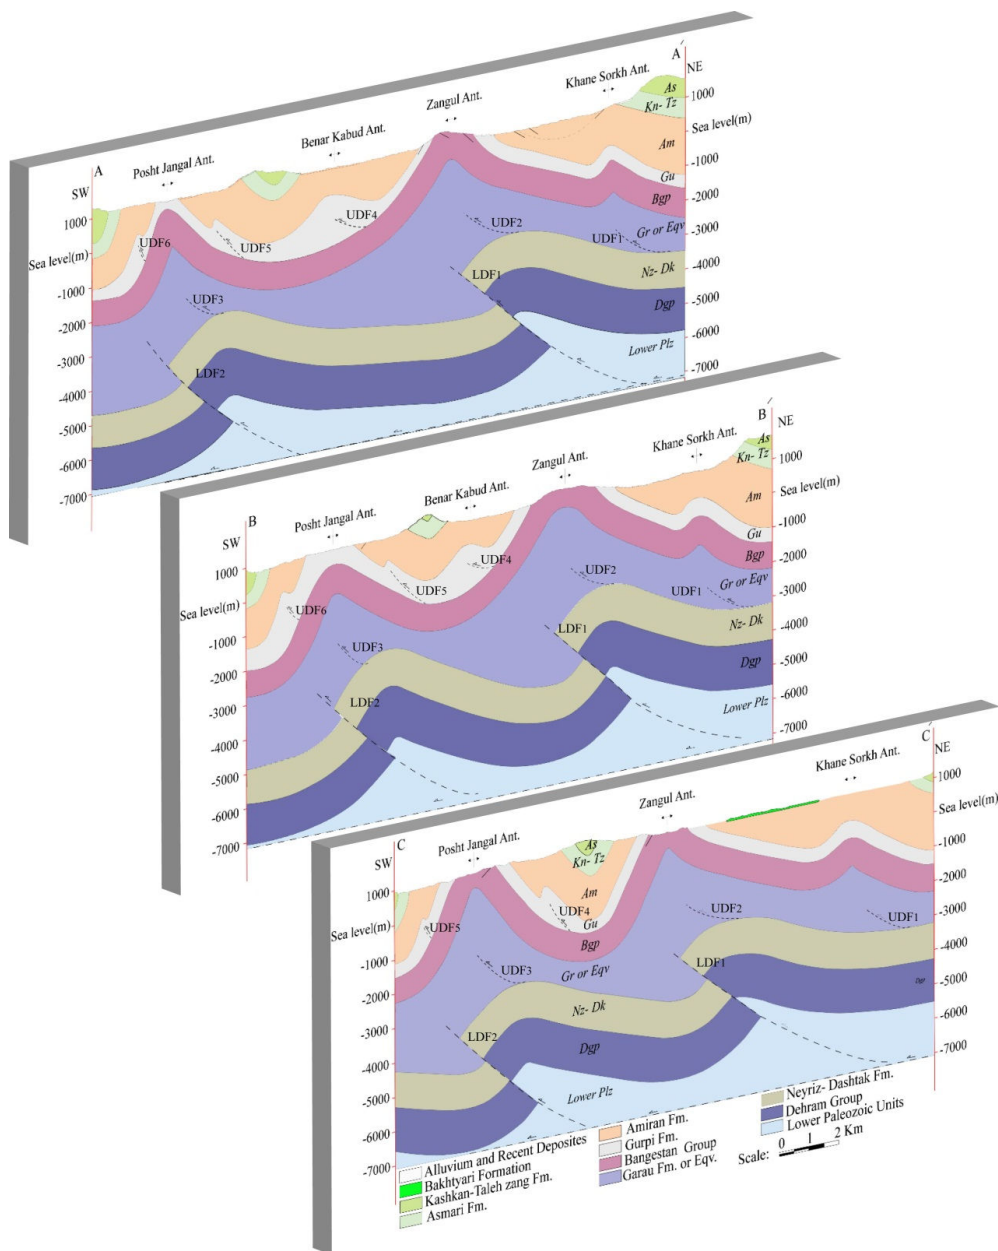 A
NE
Khane Sorkh Ant.
As
1000
Kn- Tz
Zangul Ant.
Sea level(m)
Benar Kabud Ant.
Am
A
Posht Jangal Ant.
-1000
SW
Gu
-2000
Bgp
1000
UDF4
UDF2
UDF1
Gr or Eqv
-3000
UDF6
UDF5
Sea level(m)
Nz- Dk
-4000
-1000
LDF1
UDF3
Dgp
-5000
-2000
-6000
-3000
Lower Plz
LDF2
-7000
-4000
-5000
-6000
-7000
B
NE
Khane Sorkh Ant.
As
Kn- Tz
1000
Zangul Ant.
Benar Kabud Ant.
Sea level(m)
Am
B
Posht Jangal Ant.
-1000
SW
Gu
Bgp
-2000
1000
UDF4
UDF2
Gr or Eqv
UDF5
UDF1
-3000
Sea level(m)
UDF6
Nz- Dk
-4000
-1000
LDF1
UDF3
Dgp
-5000
-2000
LDF2
-6000
-3000
Lower Plz
-7000
-4000
-5000
-6000
-7000
C
NE
Khane Sorkh Ant.
1000
Zangul Ant.
Sea level(m)
C
Posht Jangal Ant.
As
Kn- Tz
-1000
SW
-2000
1000
Am
UDF4
UDF2
UDF1
-3000
Sea level(m)
UDF5
Gu
Bgp
-4000
-1000
UDF3
Gr or Eqv
LDF1
-5000
-2000
Nz- Dk
-6000
-3000
LDF2
Dgp
-7000
-4000
Lower Plz
-5000
-6000
-7000
Alluvium and Recent Deposites
Bakhtyari Formation
Kashkan-Taleh zang Fm.
Asmari Fm.
Amiran Fm.
Gurpi Fm.
Bangestan Group
Garau Fm. or Eqv.
Neyriz- Dashtak Fm.
Dehram Group
Lower Paleozoic Units
Scale:
0 1 2 Km